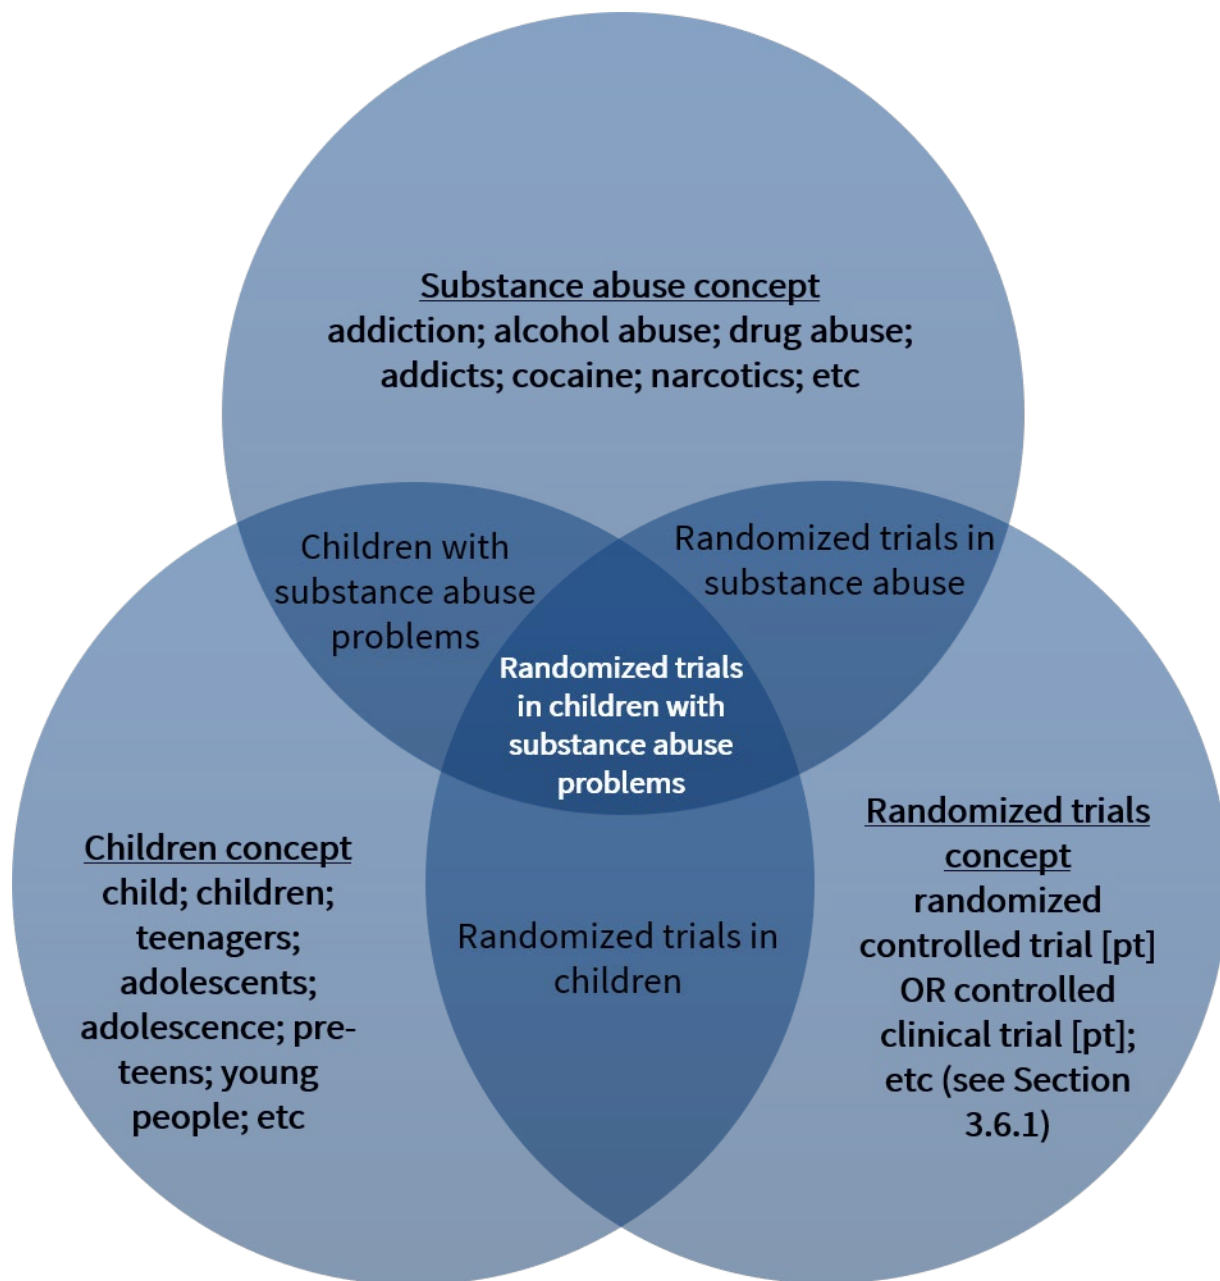 Substance abuse concept
addiction; alcohol abuse; drug abuse;
addicts; cocaine; narcotics; etc
Children with
substance abuse
problems
Randomized trials in
substance abuse
Randomized trials
in children with
substance abuse
problems
Children concept
child; children;
teenagers;
adolescents;
adolescence; pre-
teens; young
people; etc
Randomized trials in
children
Randomized trials
concept
randomized
controlled trial [pt]
OR controlled
clinical trial [pt];
etc (see Section
3.6.1)